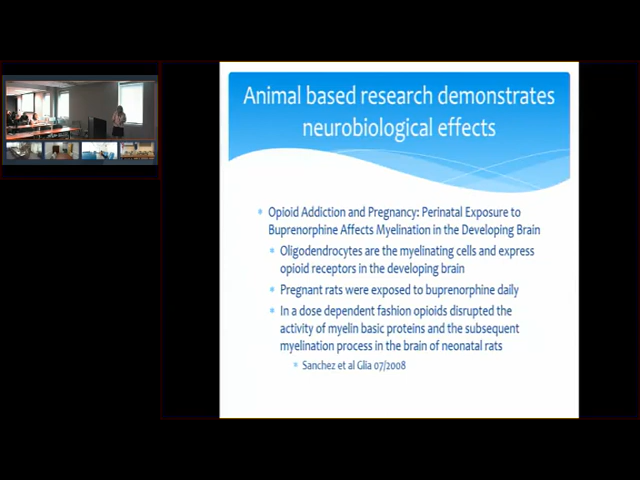 Animal based research demonstrates
neurobiological effects
Opioid Addiction and Pregnancy: Perinatal Exposure to
Buprenorphine Affects Myelination in the Developing Brain
Oligodendrocytes are the myelinating cells and express
opioid receptors in the developing brain
Pregnant rats were exposed to buprenorphine daily
In a dose dependent fashion opioids disrupted the
activity of myelin basic proteins and the subsequent
myelination process in the brain of neonatal rats
Sanchez et al Glia 07/2008